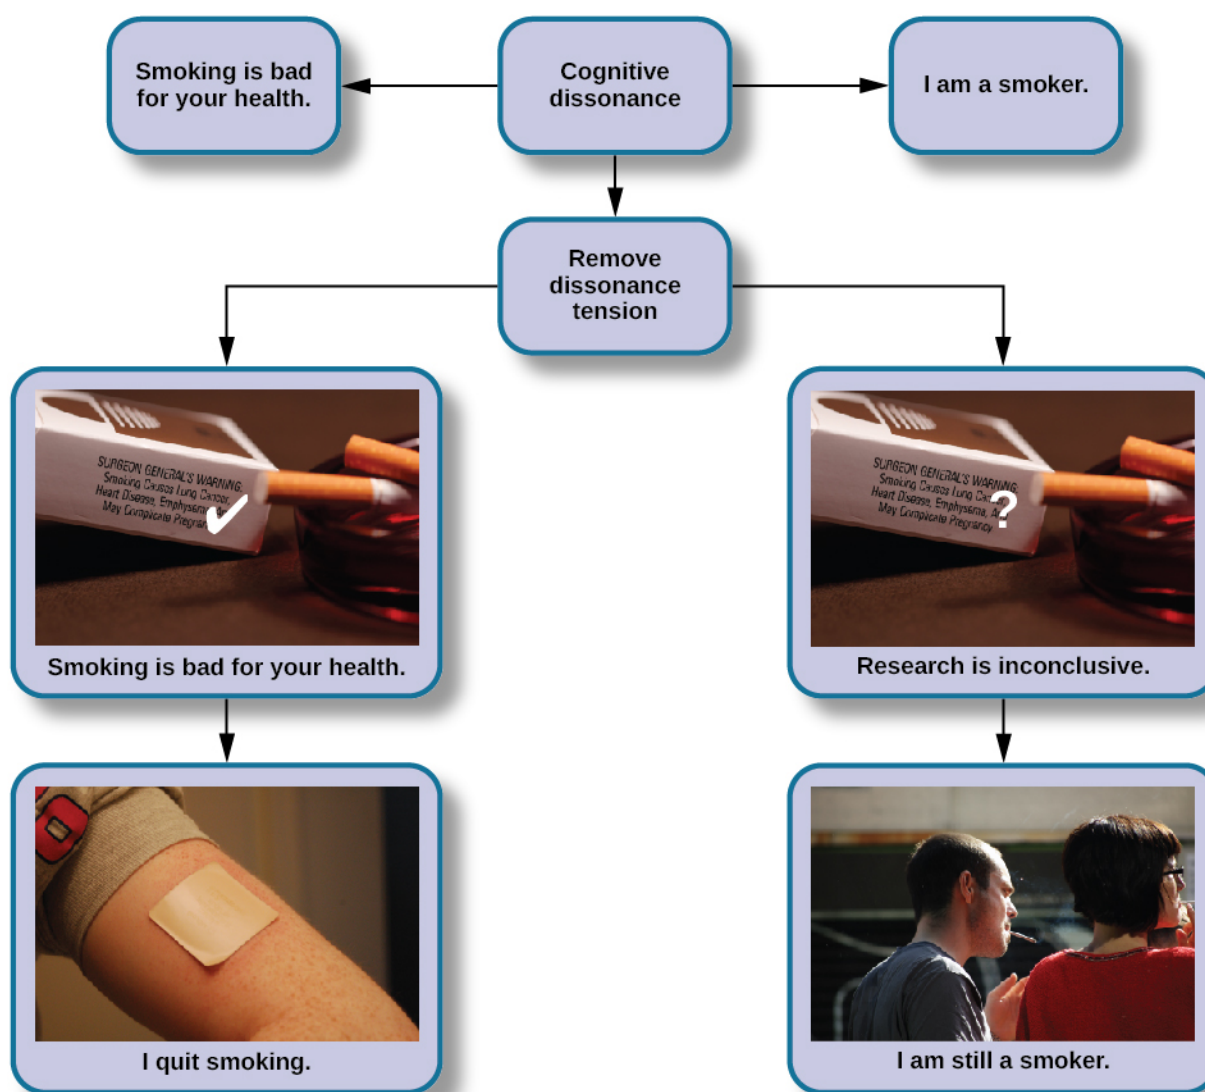 Smoking is bad
for your health.
Cognitive
dissonance
I am a smoker.
Remove
dissonance
tension
SURGEON GENERAL'S WARNING:
Smoking Causes Lung Cancer,
Heart Disease, Emphysema,
May Complicate Pregnancy
Smoking is bad for your health.
SURGEON GENERAL'S WARNING:
Smoking Causes Lung Cancer,
Heart Disease, Emphysema,
May Complicate Pregnancy
?
Research is inconclusive.
I quit smoking.
I am still a smoker.